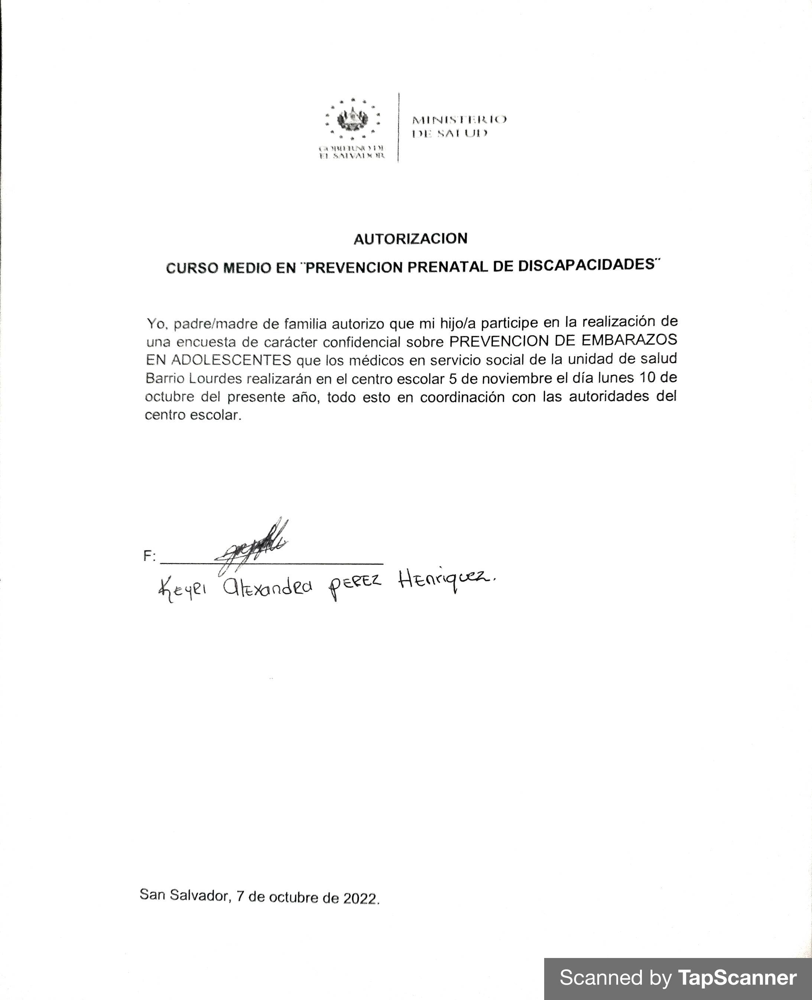 GOBIERNO DE
EL SALVADOR
MINISTERIO
DE SALUD
AUTORIZACION
CURSO MEDIO EN ¨PREVENCION PRENATAL DE DISCAPACIDADES¨
Yo, padre/madre de familia autorizo que mi hijo/a participe en la realización de
una encuesta de carácter confidencial sobre PREVENCION DE EMBARAZOS
EN ADOLESCENTES que los médicos en servicio social de la unidad de salud
Barrio Lourdes realizarán en el centro escolar 5 de noviembre el día lunes 10 de
octubre del presente año, todo esto en coordinación con las autoridades del
centro escolar.
F:
Keyri Alexandra PEREZ Henriquez.
San Salvador, 7 de octubre de 2022.
Scanned by TapScanner